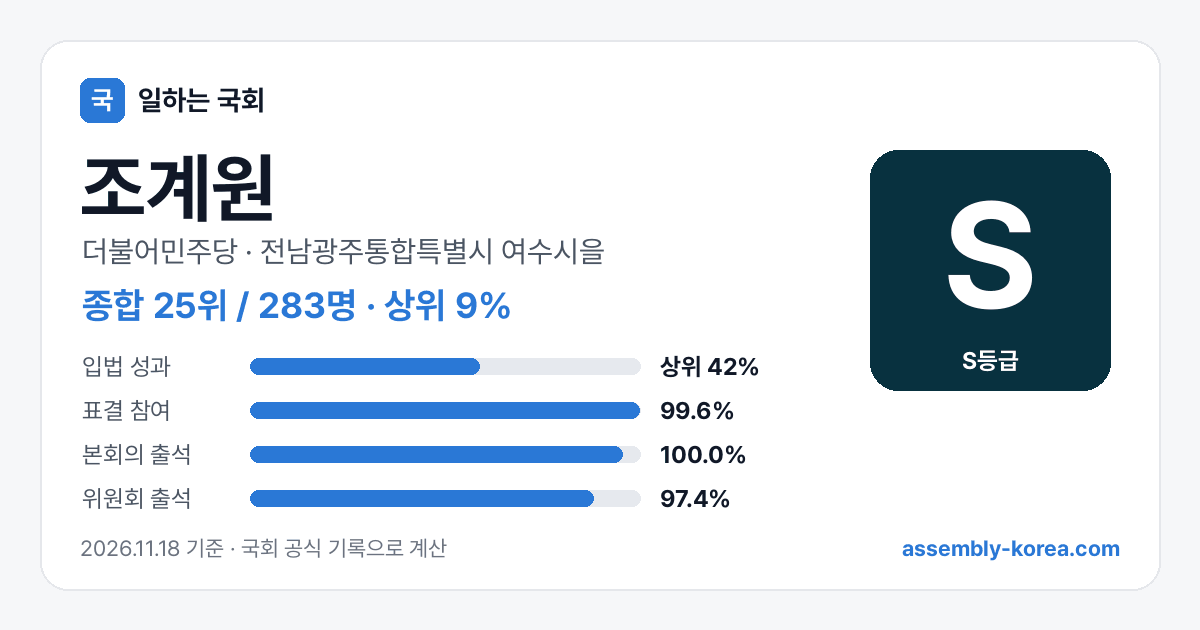 국 일하는 국회
조계원
더불어민주당 · 전남광주통합특별시 여수시을
종합 25위 / 283명 · 상위 9%
입법 성과 상위 42%
표결 참여 99.6%
본회의 출석 100.0%
위원회 출석 97.4%
S
S등급
2026.11.18 기준 · 국회 공식 기록으로 계산
assembly-korea.com